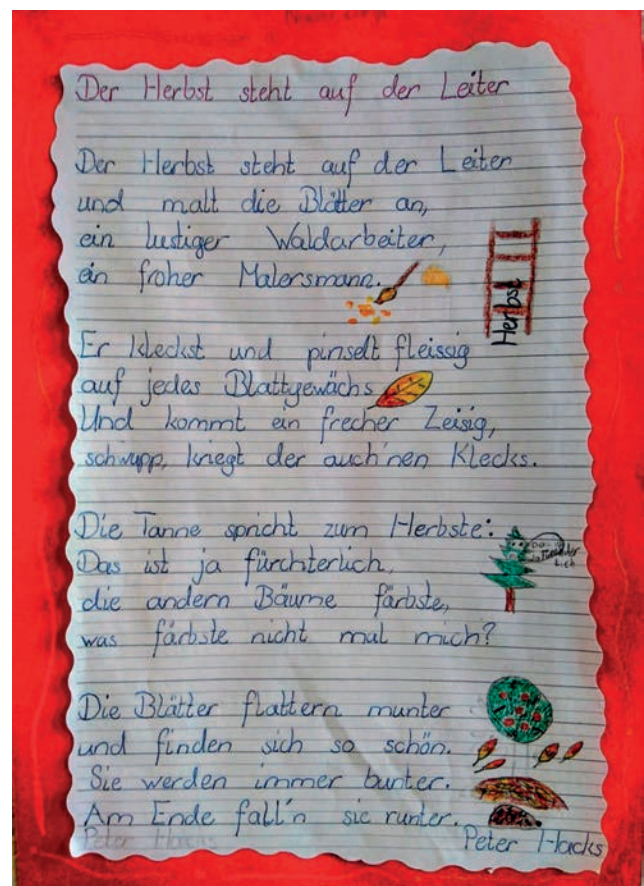 Der Herbst steht auf der Leiter
Der Herbst steht auf der Leiter
und malt die Blätter an,
ein lustiger Waldarbeiter,
ein froher Malersmann.
Herbst
Er kleckst und pinselt fleissig
auf jedes Blattgewächs
Und kommt ein frecher Zeisig,
schwupp, kriegt der auch'nen Klecks.
Die Tanne spricht zum Herbste:
Das ist ja fürchterlich,
die andern Bäume färbste,
was färbste nicht mal mich?
Die Blätter flattern munter
und finden sich so schön.
Sie werden immer bunter.
Am Ende fall'n sie runter.
Peter Hacks
Peter Hacks